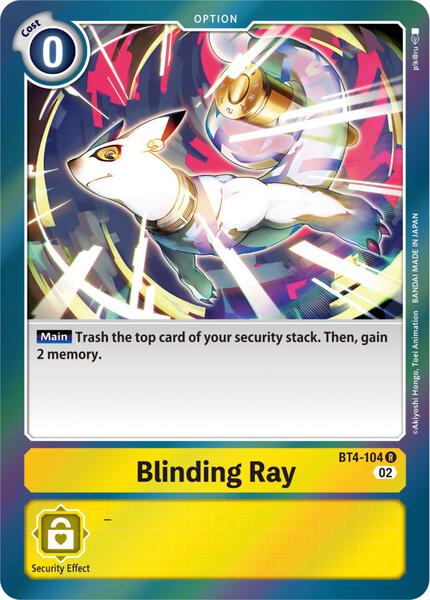 OPTION
Cost
0
p!k@ru
©Akiyoshi Hongo, Toei Animation BANDAI MADE IN JAPAN
Main Trash the top card of your security stack. Then, gain
2 memory.
BT4-104 R
Blinding Ray
02
–
Security Effect